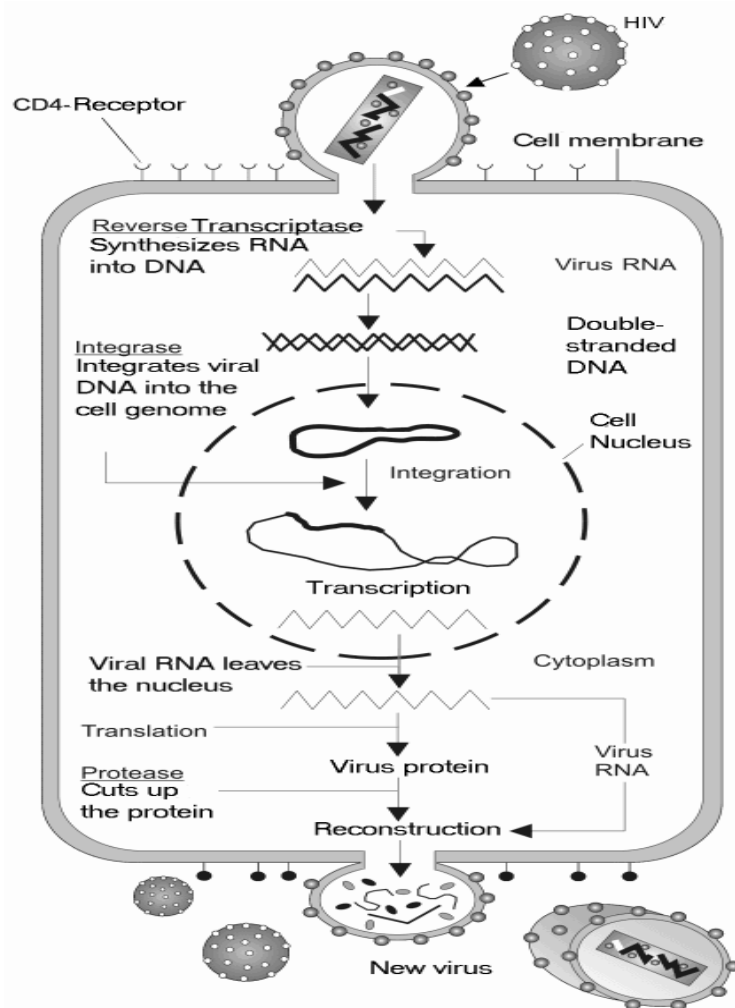 HIV
CD4-Receptor
Cell membrane
Reverse Transcriptase
Synthesizes RNA
into DNA
Virus RNA
Double-
stranded
DNA
Integrase
Integrates viral
DNA into the
cell genome
Cell
Nucleus
Integration
Transcription
Viral RNA leaves
the nucleus
Cytoplasm
Translation
Virus protein
Virus
RNA
Protease
Cuts up
the protein
Reconstruction
New virus